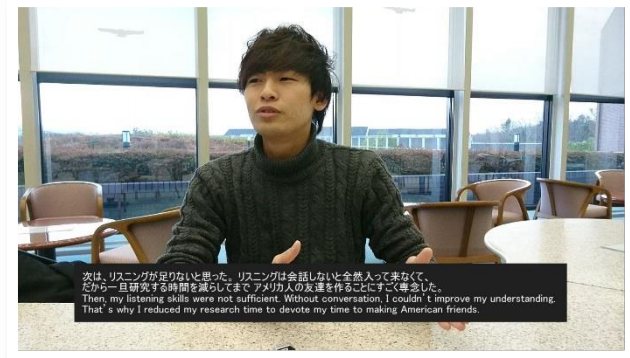 次は、リスニングが足りないと思った。リスニングは会話しないと全然入って来なくて、
だから一旦研究する時間を減らしてまで アメリカ人の友達を作ることにすごく専念した。
Then, my listening skills were not sufficient. Without conversation, I couldn't improve my understanding.
That's why I reduced my research time to devote my time to making American friends.